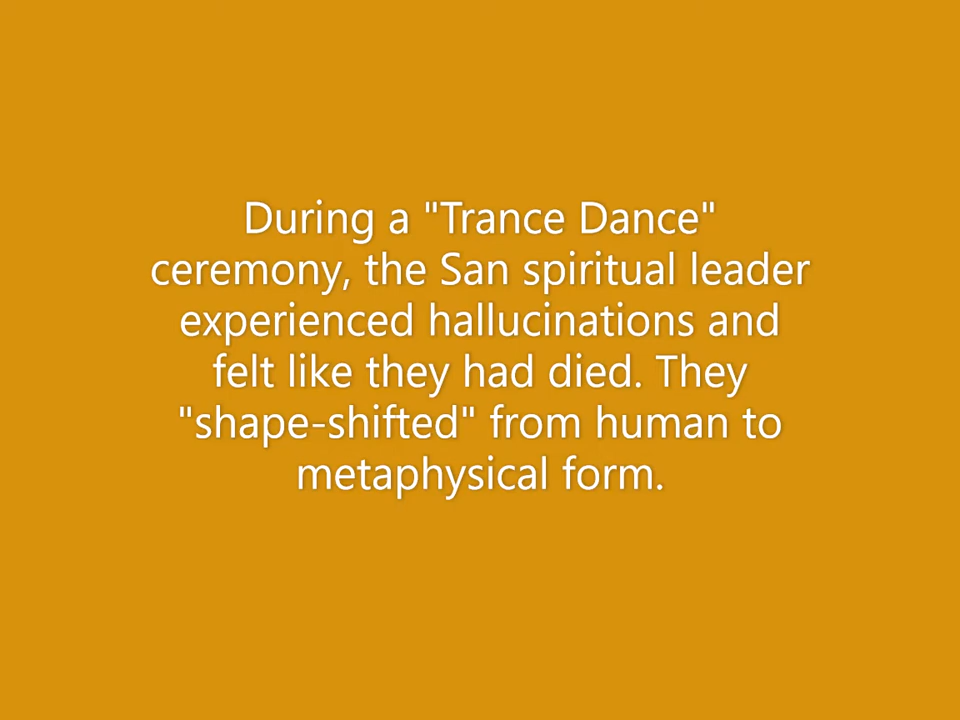 During a "Trance Dance"
ceremony, the San spiritual leader
experienced hallucinations and
felt like they had died. They
"shape-shifted" from human to
metaphysical form.